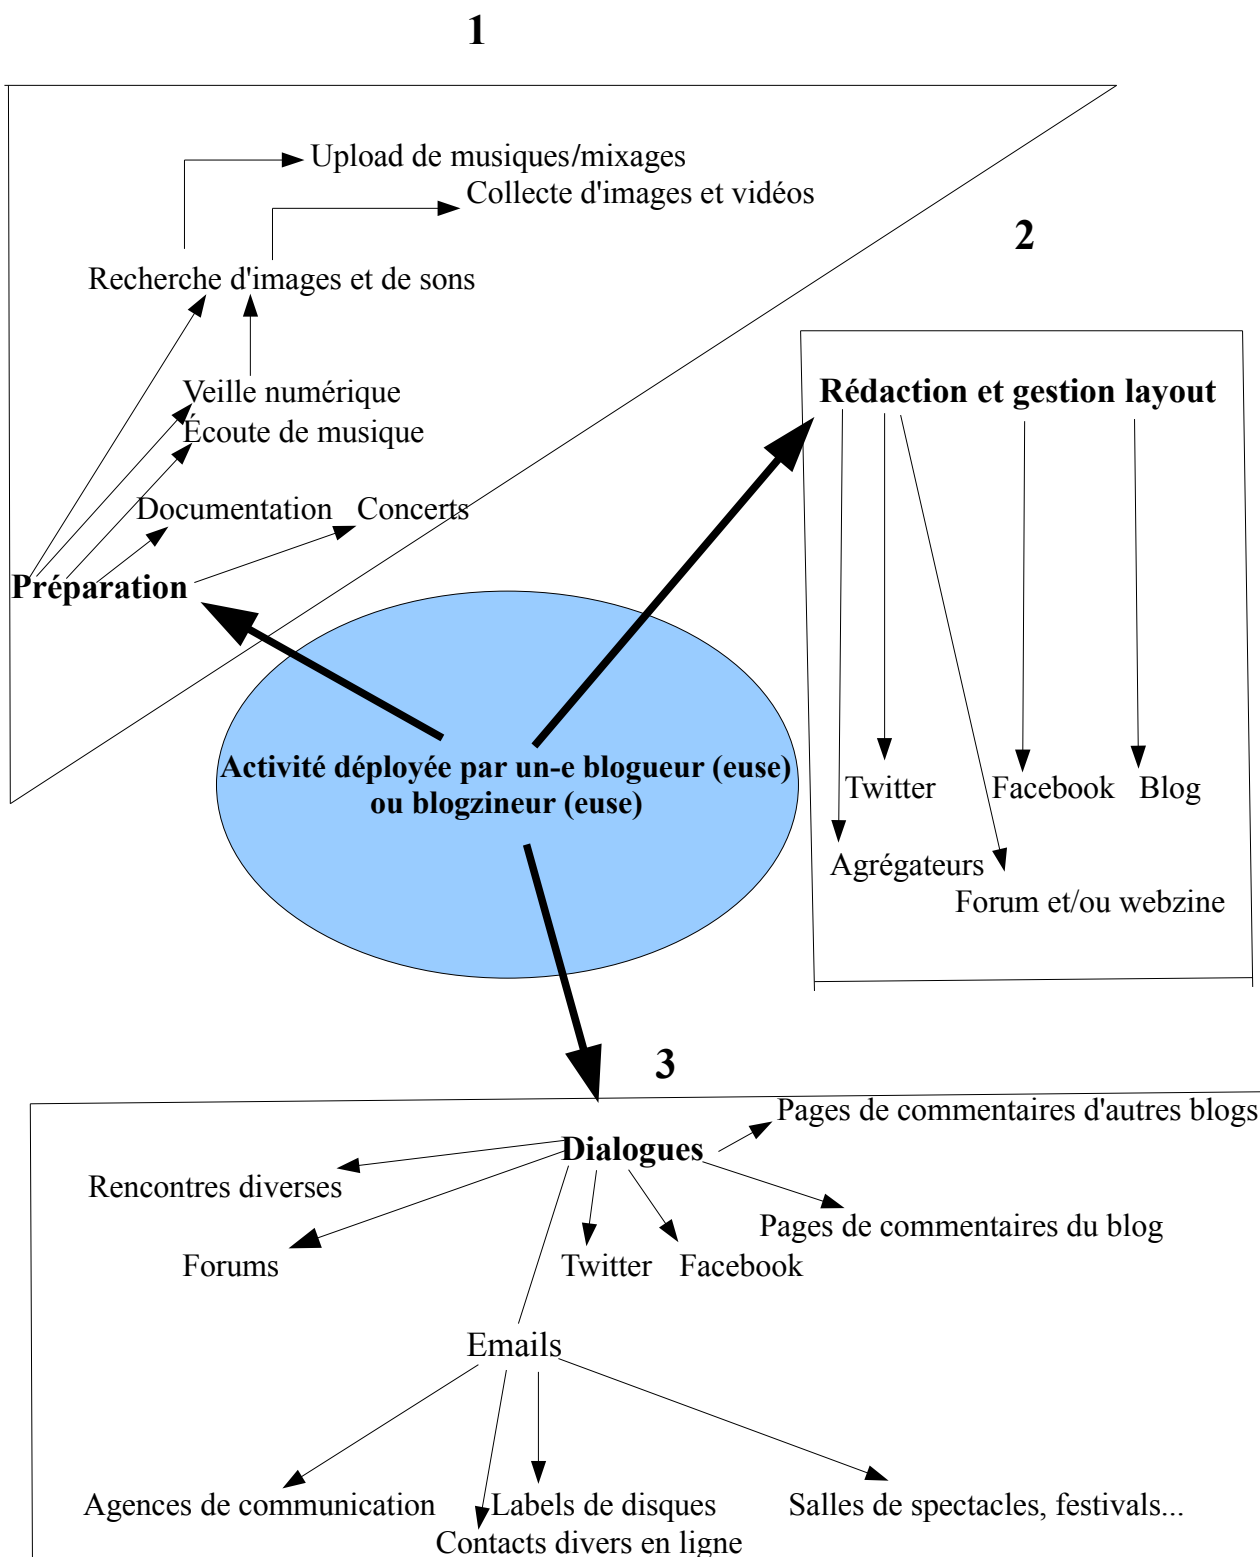 1
Upload de musiques/mixages
Collecte d'images et vidéos
2
Recherche d'images et de sons
Veille numérique
Écoute de musique
Documentation
Concerts
Préparation
Rédaction et gestion layout
Twitter
Facebook
Blog
Agrégateurs
Forum et/ou webzine
Activité déployée par un-e blogueur (euse)
ou blogzineur (euse)
3
Pages de commentaires d'autres blogs
Dialogues
Rencontres diverses
Pages de commentaires du blog
Forums
Twitter
Facebook
Emails
Agences de communication
Labels de disques
Salles de spectacles, festivals...
Contacts divers en ligne